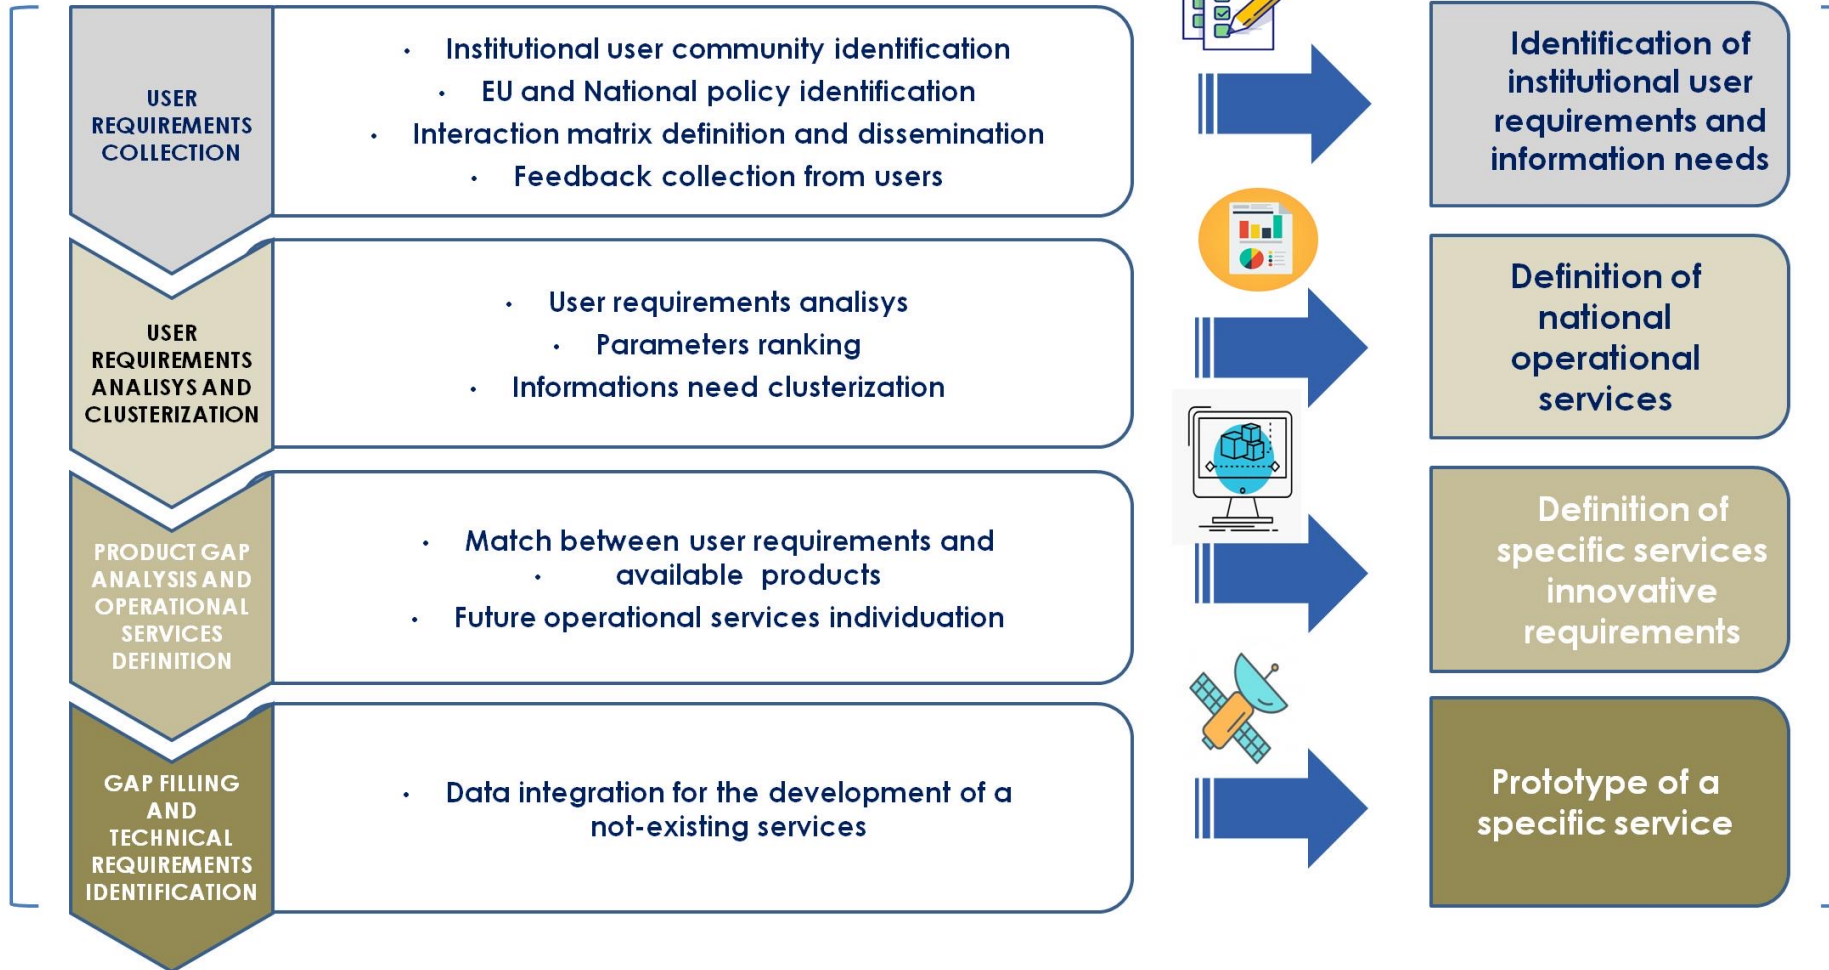 USER
REQUIREMENTS
COLLECTION
• Institutional user community identification
• EU and National policy identification
• Interaction matrix definition and dissemination
• Feedback collection from users
Identification of
institutional user
requirements and
information needs
USER
REQUIREMENTS
ANALISYS AND
CLUSTERIZATION
• User requirements analisys
• Parameters ranking
• Informations need clusterization
Definition of
national
operational
services
PRODUCT GAP
ANALYSIS AND
OPERATIONAL
SERVICES
DEFINITION
• Match between user requirements and
• available products
• Future operational services individuation
Definition of
specific services
innovative
requirements
GAP FILLING
AND
TECHNICAL
REQUIREMENTS
IDENTIFICATION
• Data integration for the development of a
not-existing services
Prototype of a
specific service